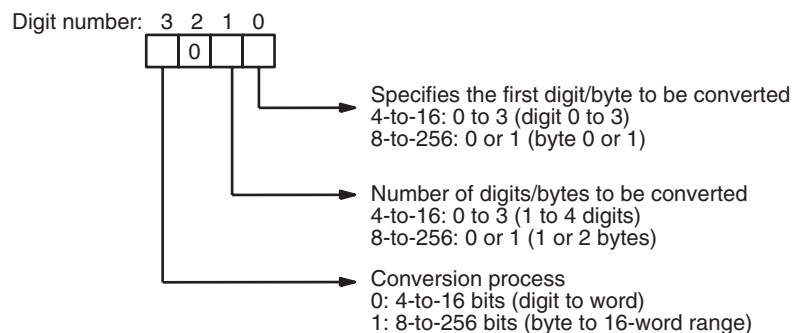 Digit number: 3 2 1 0
0
Specifies the first digit/byte to be converted
4-to-16: 0 to 3 (digit 0 to 3)
8-to-256: 0 or 1 (byte 0 or 1)
Number of digits/bytes to be converted
4-to-16: 0 to 3 (1 to 4 digits)
8-to-256: 0 or 1 (1 or 2 bytes)
Conversion process
0: 4-to-16 bits (digit to word)
1: 8-to-256 bits (byte to 16-word range)